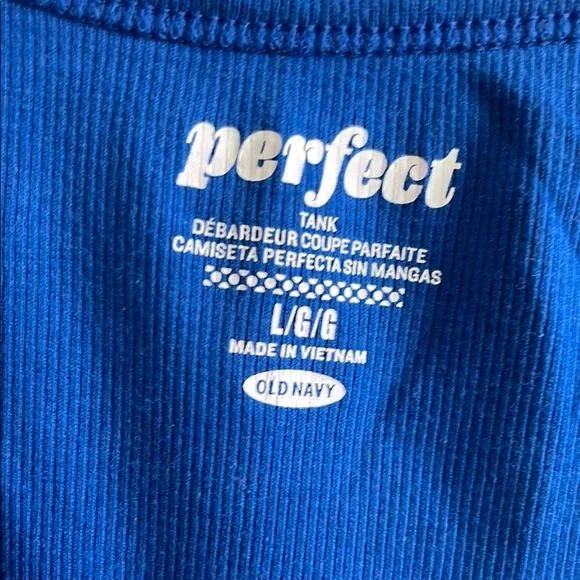 perfect
TANK
DÉBARDEUR COUPE PARFAITE
CAMISETA PERFECTA SIN MANGAS
L/G/G
MADE IN VIETNAM
OLD NAVY